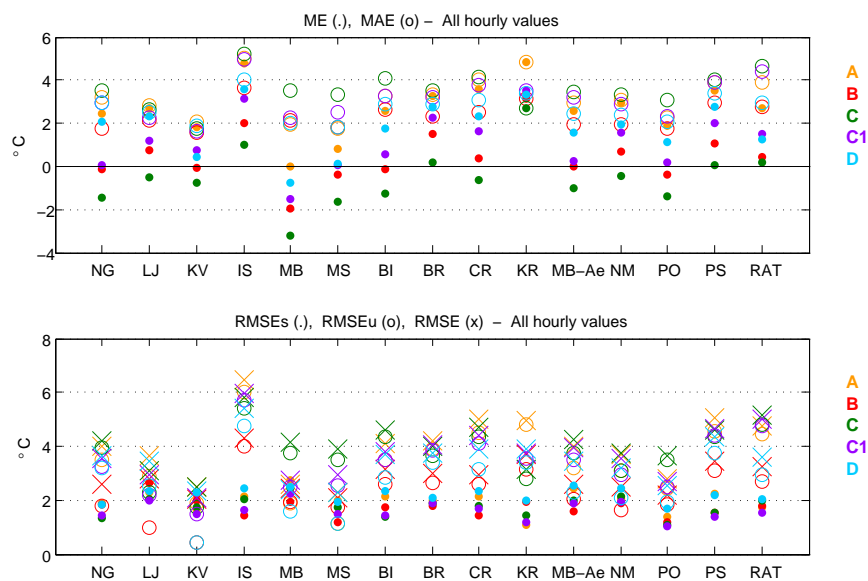 ME (.), MAE (o) − All hourly values
6
4
2
0
−2
−4
° C
NG LJ KV IS MB MS BI BR CR KR MB−Ae NM PO PS RAT
A
B
C
C1
D
RMSEs (.), RMSEu (o), RMSE (x) − All hourly values
8
6
4
2
0
° C
NG LJ KV IS MB MS BI BR CR KR MB−Ae NM PO PS RAT
A
B
C
C1
D